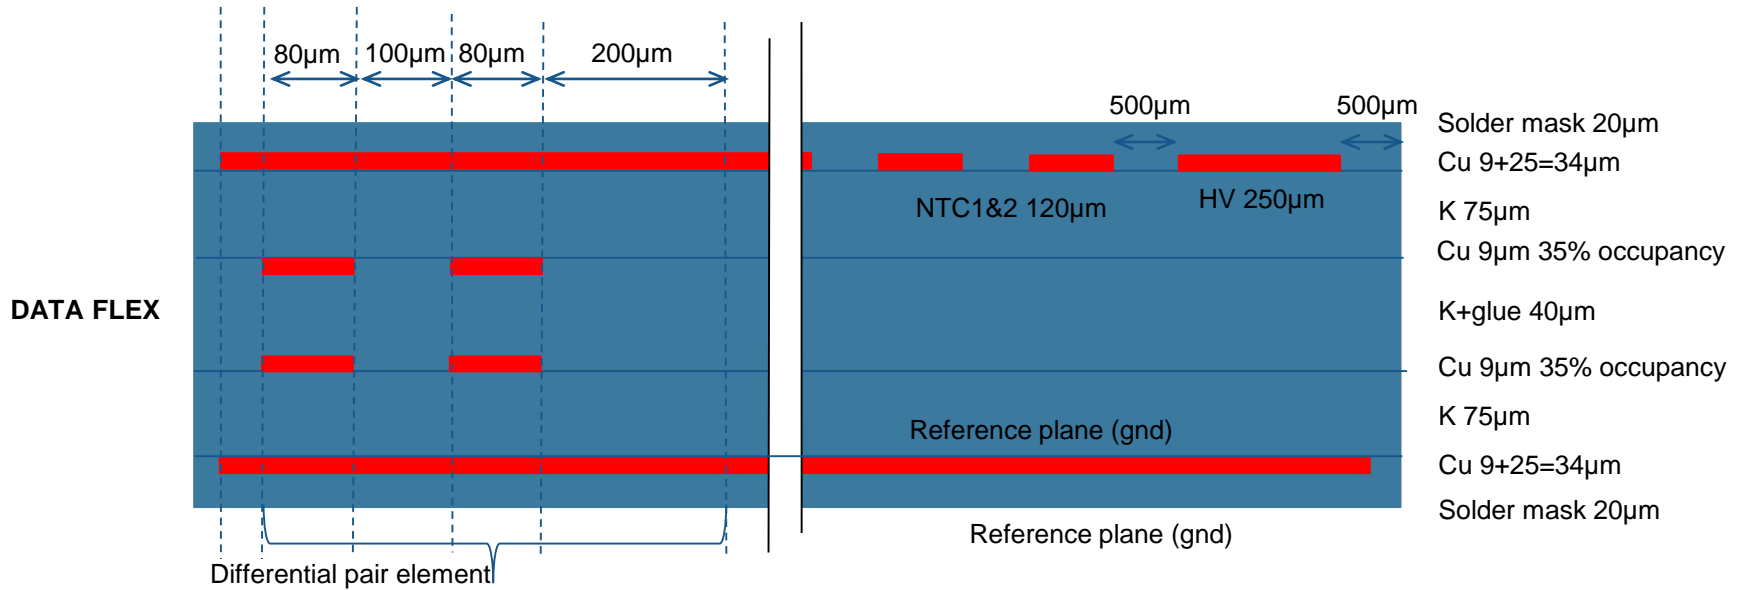 80µm
100µm
80µm
200µm
500µm
500µm
Solder mask 20µm
Cu 9+25=34µm
NTC1&2 120µm
HV 250µm
K 75µm
Cu 9µm 35% occupancy
DATA FLEX
K+glue 40µm
Cu 9µm 35% occupancy
K 75µm
Reference plane (gnd)
Cu 9+25=34µm
Solder mask 20µm
Reference plane (gnd)
Differential pair element